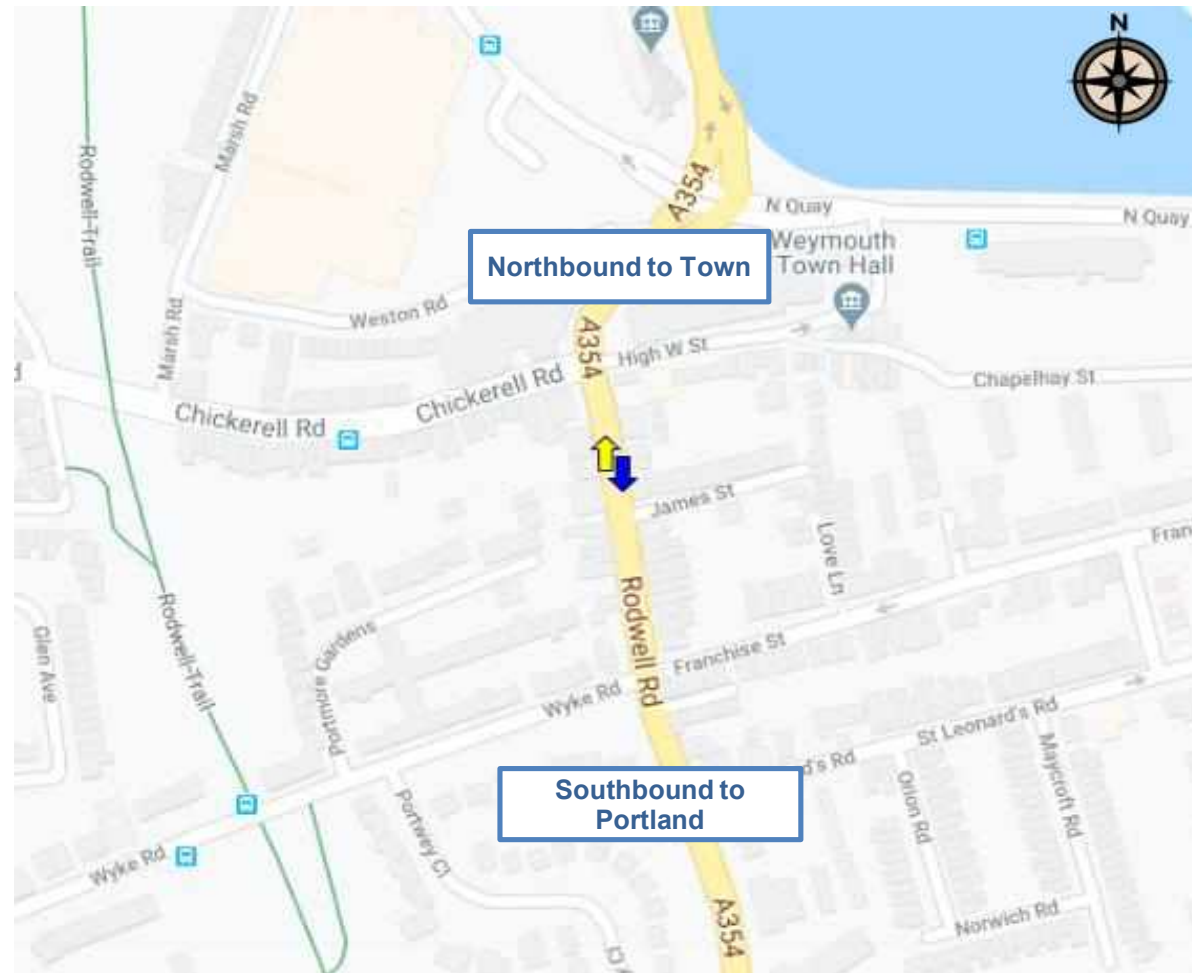 N
Marsh Rd
Rodwell-Trail
A354
N Quay
N Quay
Northbound to Town
Weymouth
Town Hall
Weston Rd
Marsh Rd
A354
High W St
Chapelhay St
Chickerell Rd
Chickerell Rd
James St
Love Ln
Fran
Rodwell Rd
Rodwell-Trail
Glen Ave
Portmore Gardens
Franchise St
Wyke Rd
St Leonard's Rd
d's Rd
Southbound to
Portland
Orion Rd
Maycroft Rd
Portwey Cl
Wyke Rd
Norwich Rd
A354